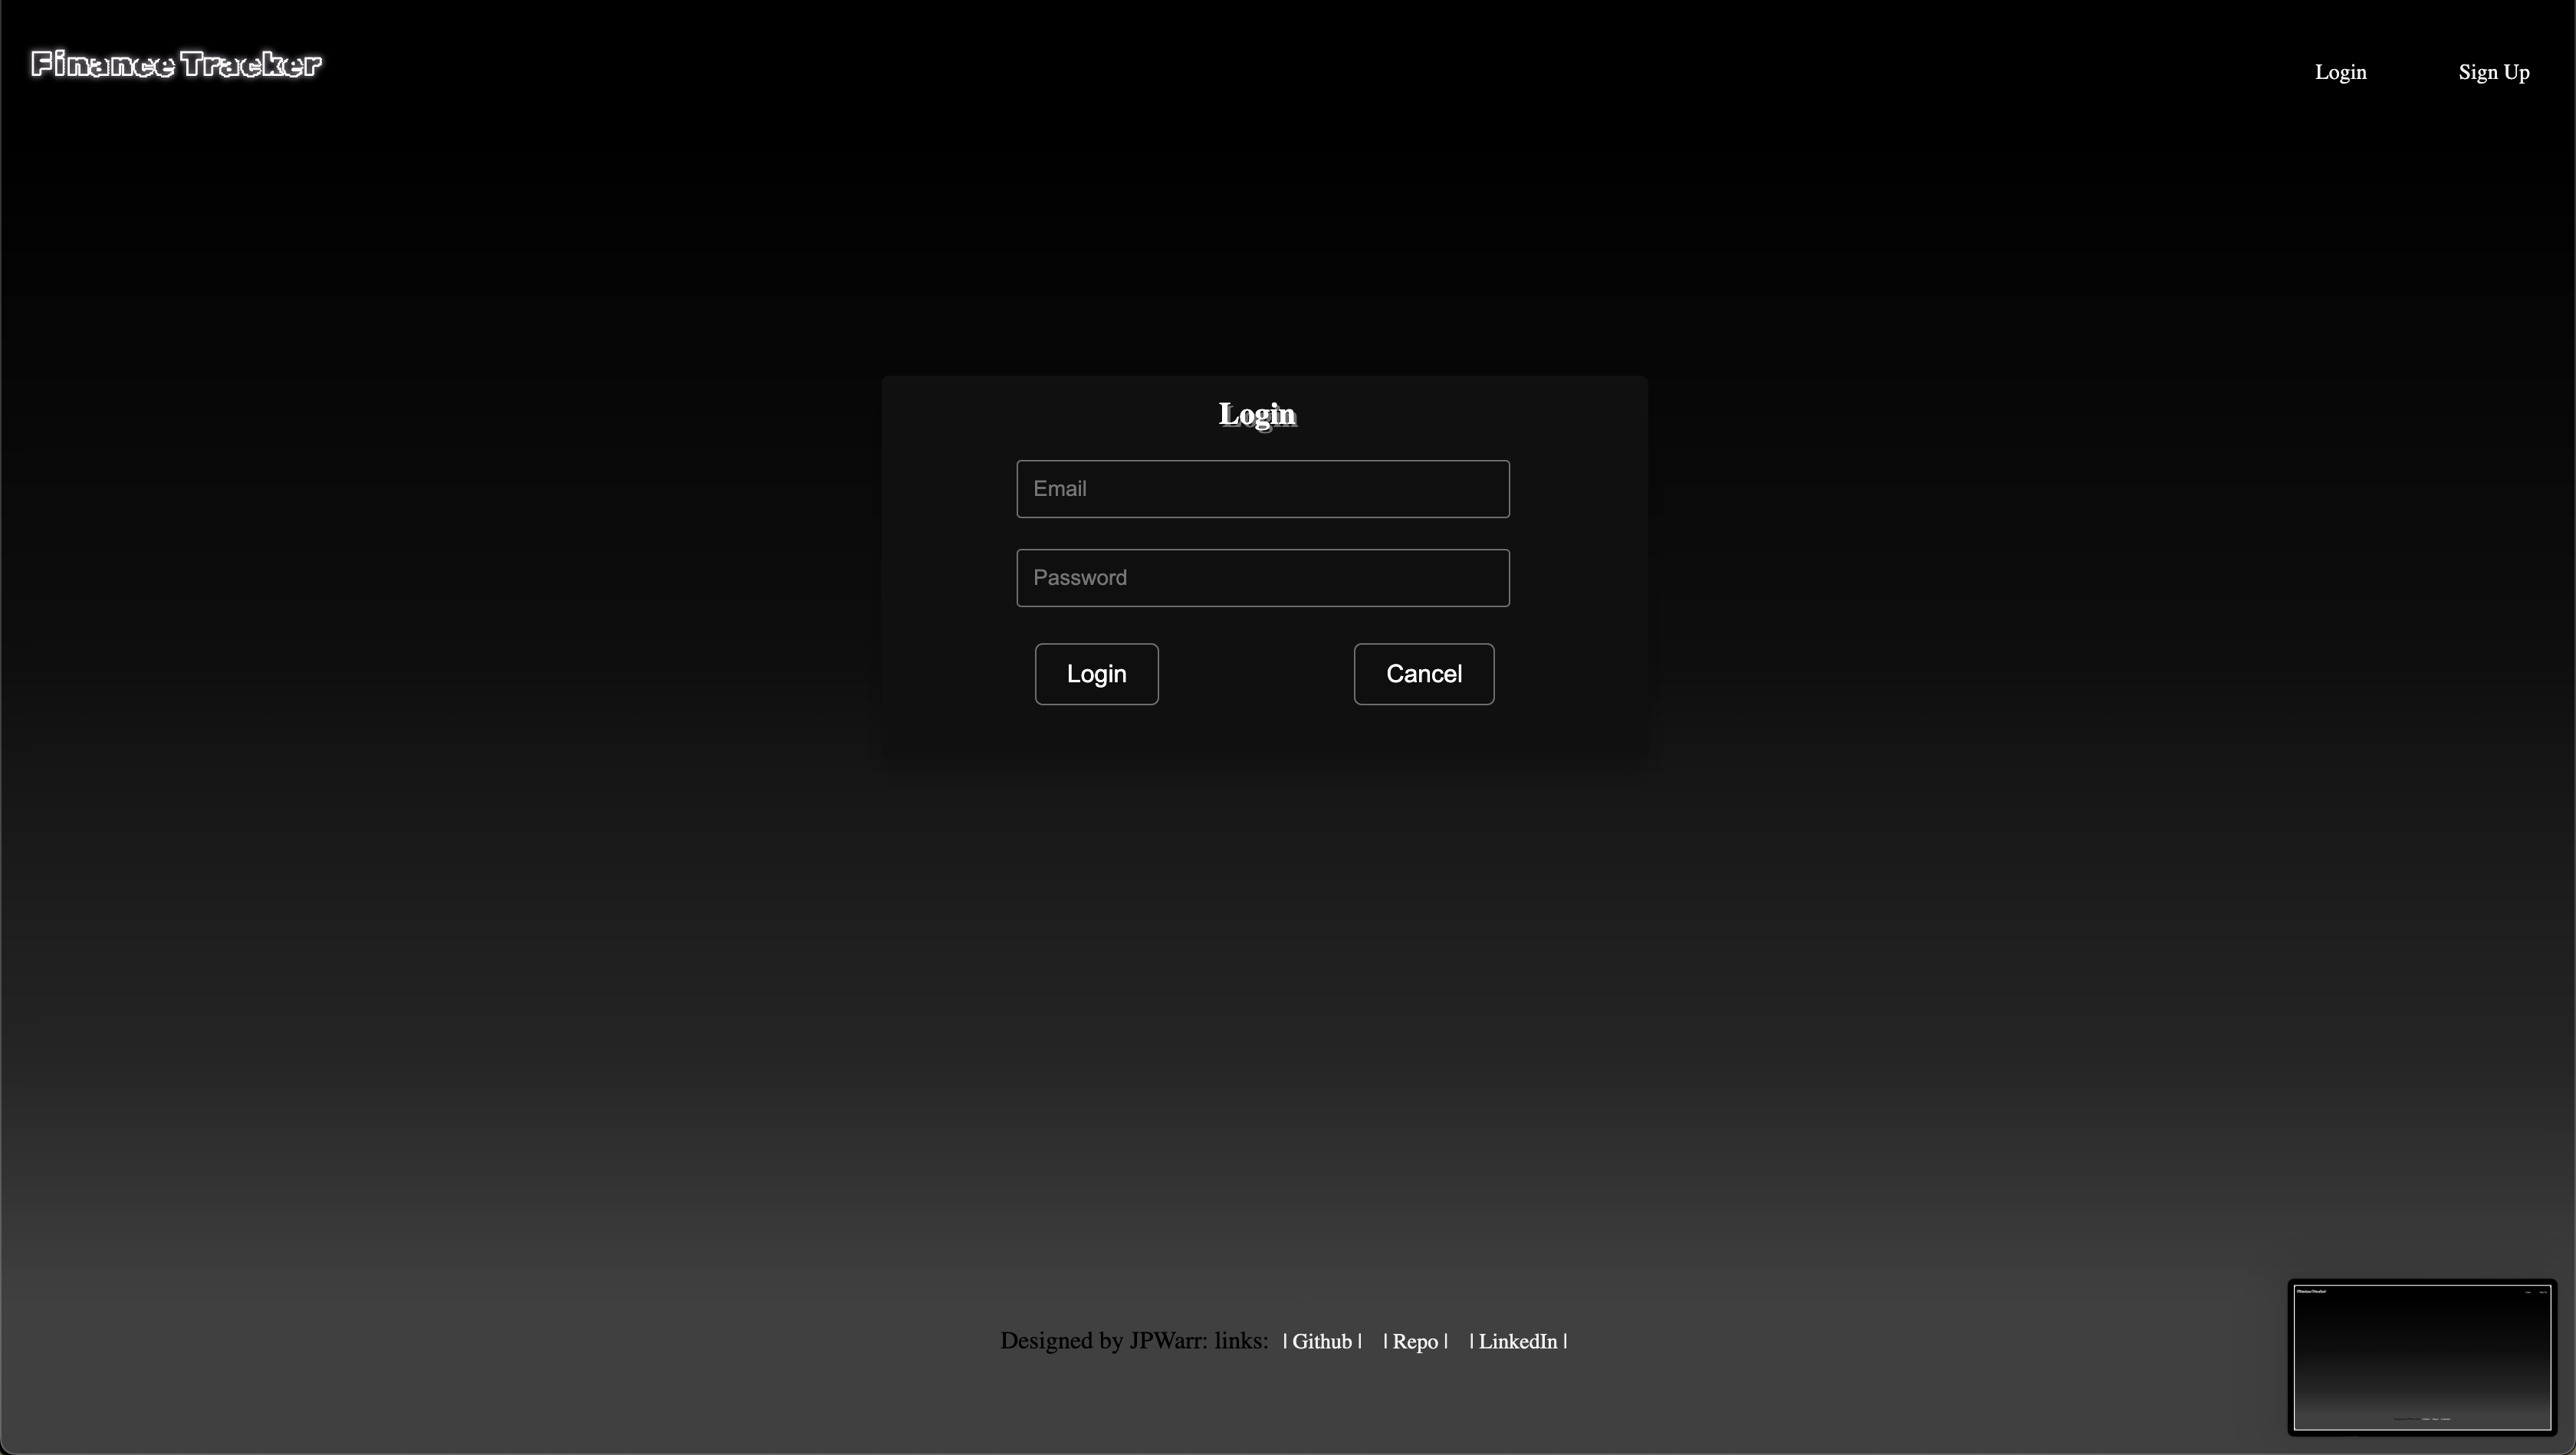 Finance Tracker
Login
Sign Up
Login
Email
Password
Login
Cancel
Designed by JPWarr: links: | Github | | Repo | | LinkedIn |